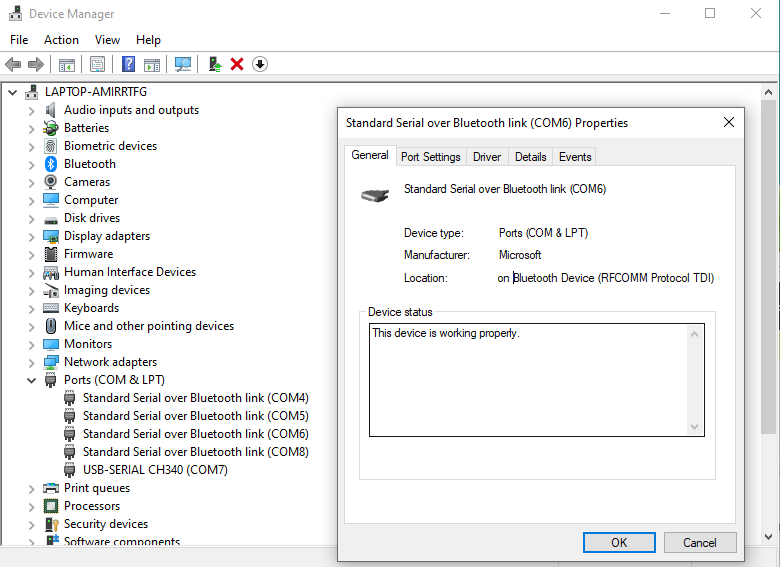 Device Manager
File Action View Help
LAPTOP-AMIRRTFG
Audio inputs and outputs
Batteries
Biometric devices
Bluetooth
Cameras
Computer
Disk drives
Display adapters
Firmware
Human Interface Devices
Imaging devices
Keyboards
Mice and other pointing devices
Monitors
Network adapters
Ports (COM & LPT)
Standard Serial over Bluetooth link (COM4)
Standard Serial over Bluetooth link (COM5)
Standard Serial over Bluetooth link (COM6)
Standard Serial over Bluetooth link (COM8)
USB-SERIAL CH340 (COM7)
Print queues
Processors
Security devices
Software components
Standard Serial over Bluetooth link (COM6) Properties
General Port Settings Driver Details Events
Standard Serial over Bluetooth link (COM6)
Device type: Ports (COM & LPT)
Manufacturer: Microsoft
Location: on Bluetooth Device (RFCOMM Protocol TDI)
Device status
This device is working properly.
OK Cancel